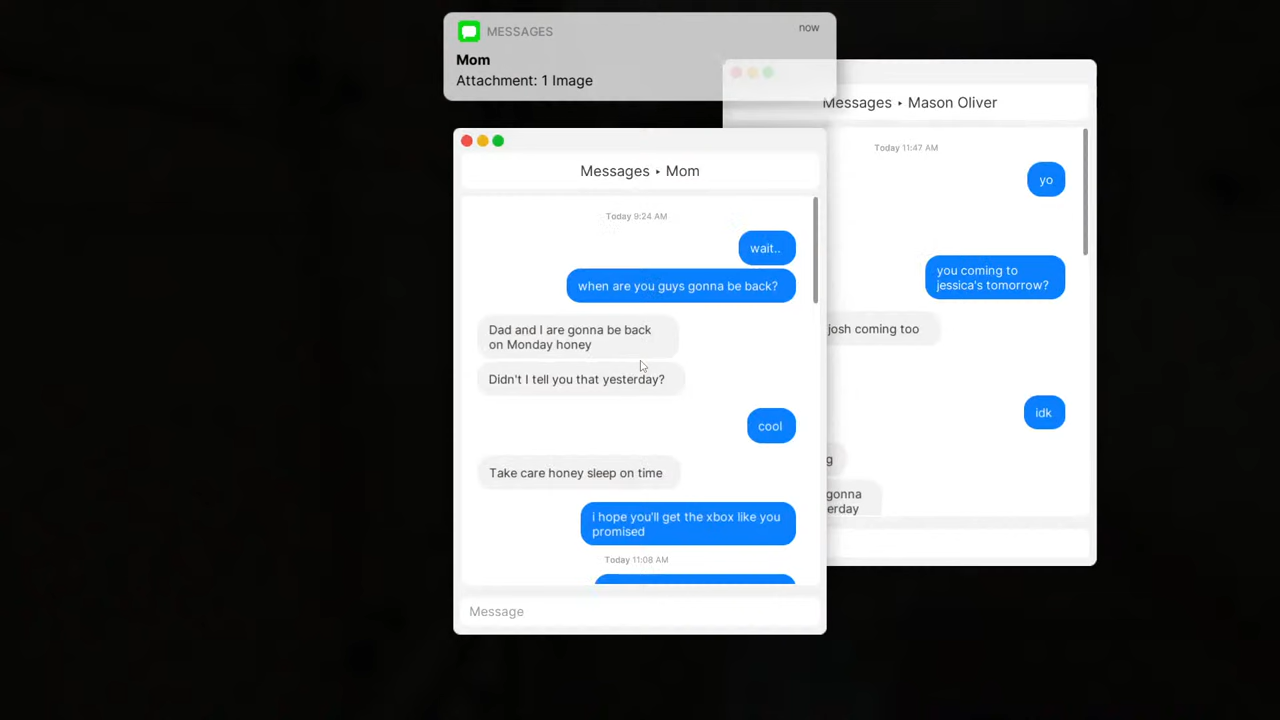 MESSAGES
now
Mom
Attachment: 1 Image
Messages ‣ Mason Oliver
Today 11:47 AM
yo
you coming to
jessica's tomorrow?
josh coming too
idk
g
gonna
erday
Messages ‣ Mom
Today 9:24 AM
wait..
when are you guys gonna be back?
Dad and I are gonna be back
on Monday honey
Didn't I tell you that yesterday?
cool
Take care honey sleep on time
i hope you'll get the xbox like you
promised
Today 11:08 AM
Message